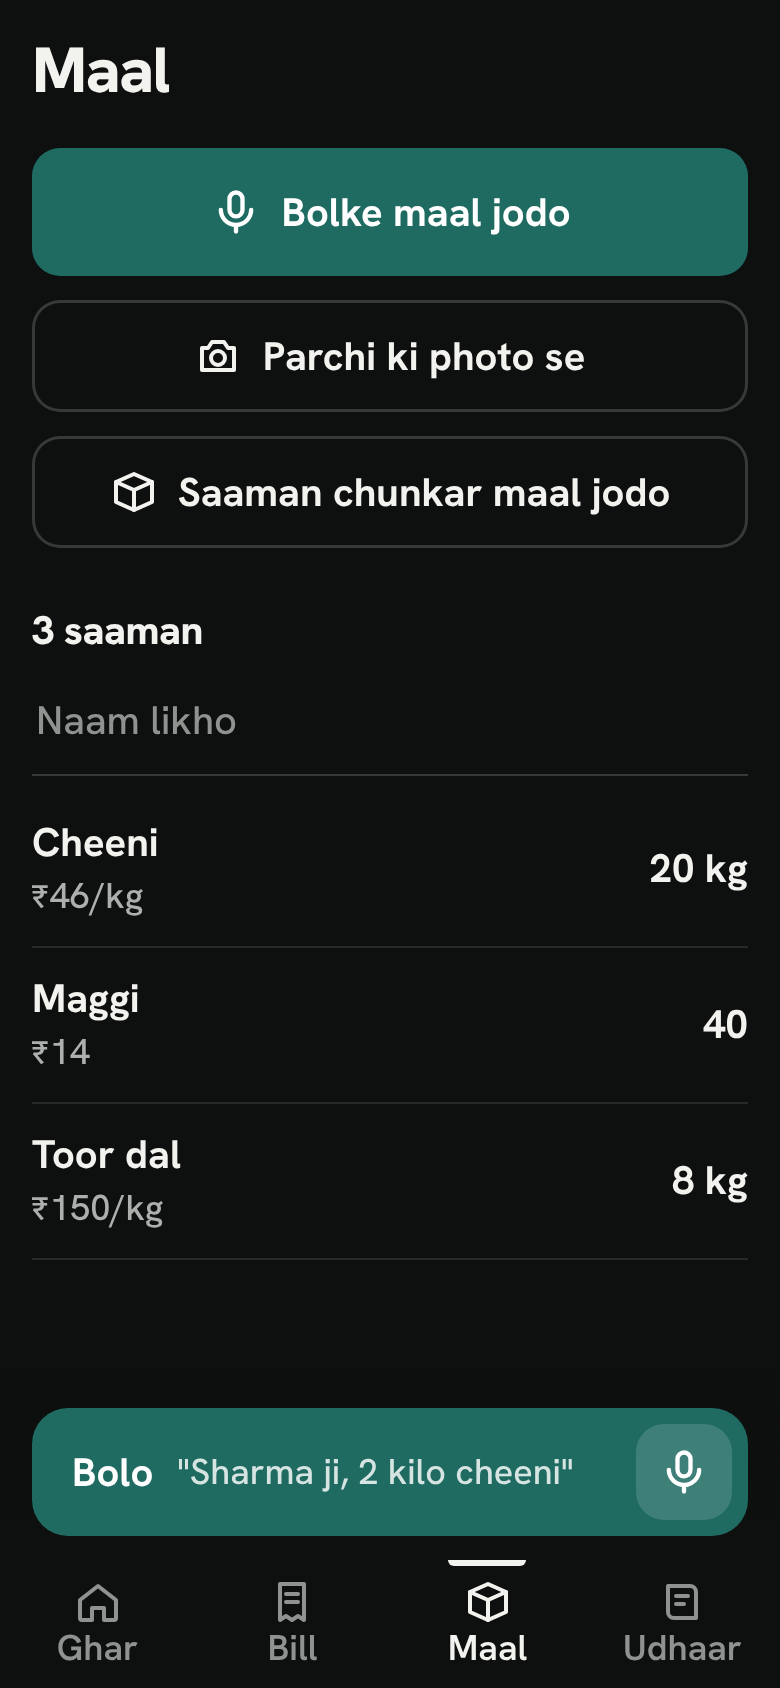 Maal
Bolke maal jodo
Parchi ki photo se
Saaman chunkar maal jodo
3 saaman
Naam likho
Cheeni
₹46/kg
20 kg
Maggi
₹14
40
Toor dal
₹150/kg
8 kg
Bolo "Sharma ji, 2 kilo cheeni"
Ghar Bill Maal Udhaar